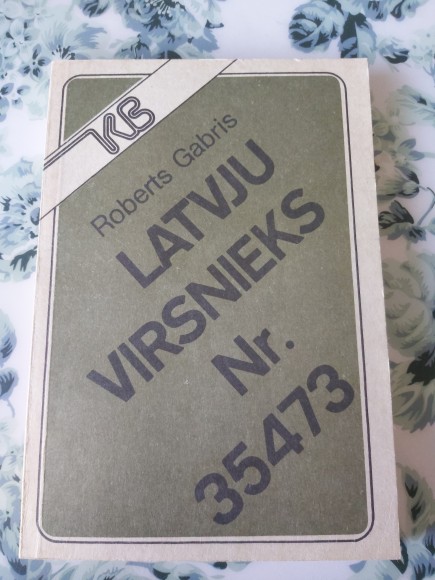 KB
Roberts Gabris
LATVJU
VIRSNIEKS
Nr.
35473